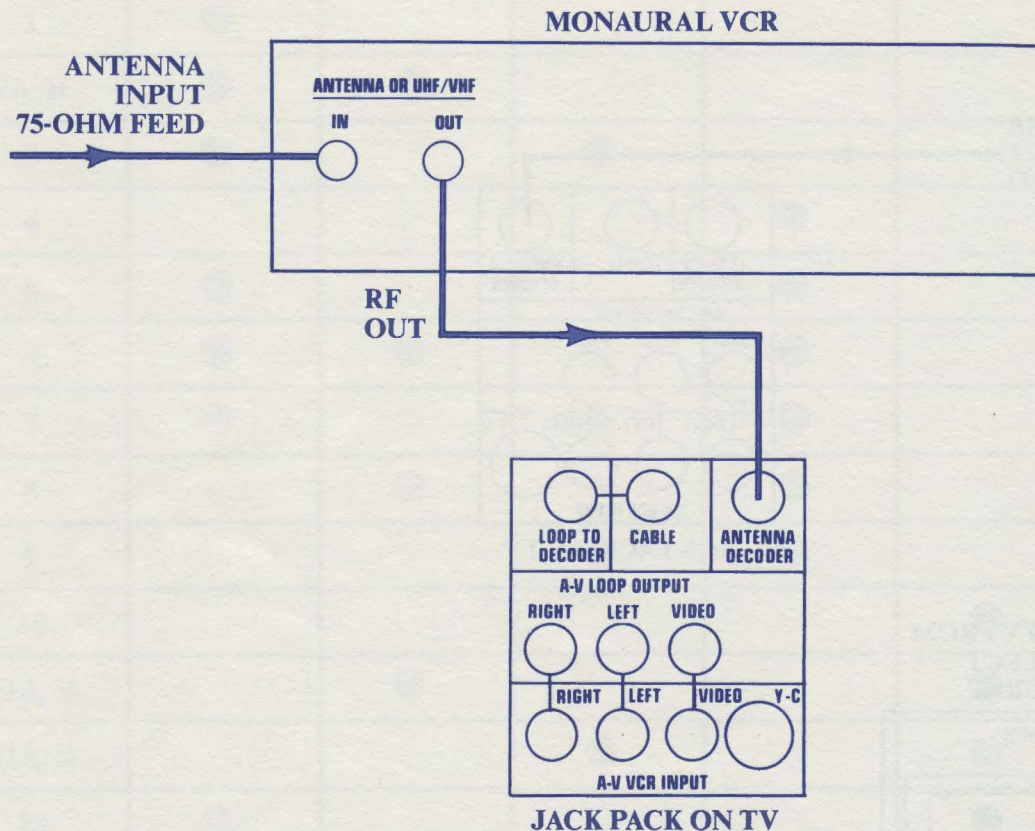 MONAURAL VCR
ANTENNA
INPUT
75-OHM FEED
ANTENNA OR UHF/VHF
IN OUT
RF
OUT
LOOP TO
DECODER
CABLE
ANTENNA
DECODER
A-V LOOP OUTPUT
RIGHT LEFT VIDEO
RIGHT LEFT VIDEO Y-C
A-V VCR INPUT
JACK PACK ON TV